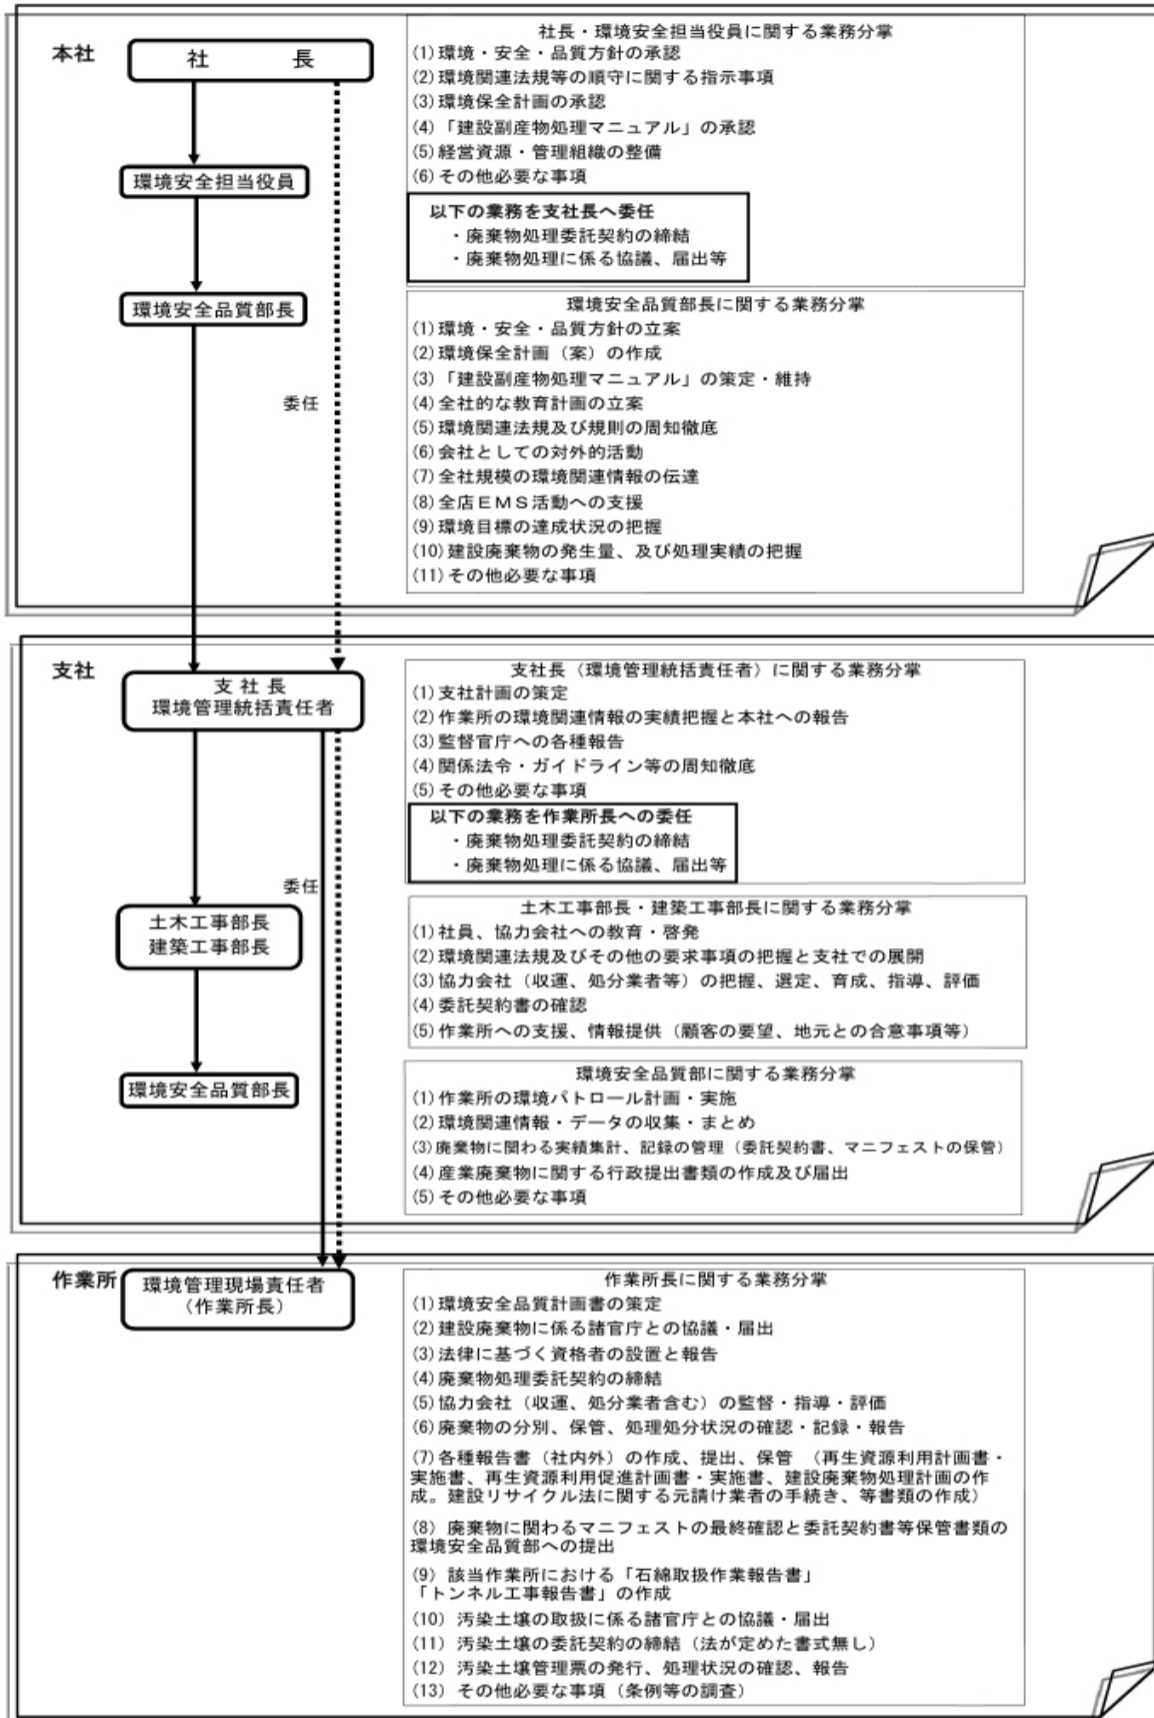 本社
社長
環境安全担当役員
環境安全品質部長
委任
社長・環境安全担当役員に関する業務分掌
(1)環境・安全・品質方針の承認
(2)環境関連法規等の順守に関する指示事項
(3)環境保全計画の承認
(4)「建設副産物処理マニュアル」の承認
(5)経営資源・管理組織の整備
(6)その他必要な事項
以下の業務を支社長へ委任
・廃棄物処理委託契約の締結
・廃棄物処理に係る協議、届出等
環境安全品質部長に関する業務分掌
(1)環境・安全・品質方針の立案
(2)環境保全計画（案）の作成
(3)「建設副産物処理マニュアル」の策定・維持
(4)全社的な教育計画の立案
(5)環境関連法規及び規則の周知徹底
(6)会社としての対外的活動
(7)全社規模の環境関連情報の伝達
(8)全店ＥＭＳ活動への支援
(9)環境目標の達成状況の把握
(10)建設廃棄物の発生量、及び処理実績の把握
(11)その他必要な事項
支社
支社長
環境管理統括責任者
委任
土木工事部長
建築工事部長
環境安全品質部長
支社長（環境管理統括責任者）に関する業務分掌
(1)支社計画の策定
(2)作業所の環境関連情報の実績把握と本社への報告
(3)監督官庁への各種報告
(4)関係法令・ガイドライン等の周知徹底
(5)その他必要な事項
以下の業務を作業所長への委任
・廃棄物処理委託契約の締結
・廃棄物処理に係る協議、届出等
土木工事部長・建築工事部長に関する業務分掌
(1)社員、協力会社への教育・啓発
(2)環境関連法規及びその他の要求事項の把握と支社での展開
(3)協力会社（収運、処分業者等）の把握、選定、育成、指導、評価
(4)委託契約書の確認
(5)作業所への支援、情報提供（顧客の要望、地元との合意事項等）
環境安全品質部に関する業務分掌
(1)作業所の環境パトロール計画・実施
(2)環境関連情報・データの収集・まとめ
(3)廃棄物に関わる実績集計、記録の管理（委託契約書、マニフェストの保管）
(4)産業廃棄物に関する行政提出書類の作成及び届出
(5)その他必要な事項
作業所
環境管理現場責任者
（作業所長）
作業所長に関する業務分掌
(1)環境安全品質計画書の策定
(2)建設廃棄物に係る諸官庁との協議・届出
(3)法律に基づく資格者の設置と報告
(4)廃棄物処理委託契約の締結
(5)協力会社（収運、処分業者含む）の監督・指導・評価
(6)廃棄物の分別、保管、処理処分状況の確認・記録・報告
(7)各種報告書（社内外）の作成、提出、保管　（再生資源利用計画書・
実施書、再生資源利用促進計画書・実施書、建設廃棄物処理計画の作
成。建設リサイクル法に関する元請け業者の手続き、等書類の作成）
(8) 廃棄物に関わるマニフェストの最終確認と委託契約書等保管書類の
環境安全品質部への提出
(9) 該当作業所における「石綿取扱作業報告書」
「トンネル工事報告書」の作成
(10) 汚染土壌の取扱に係る諸官庁との協議・届出
(11) 汚染土壌の委託契約の締結（法が定めた書式無し）
(12) 汚染土壌管理票の発行、処理状況の確認、報告
(13) その他必要な事項（条例等の調査）